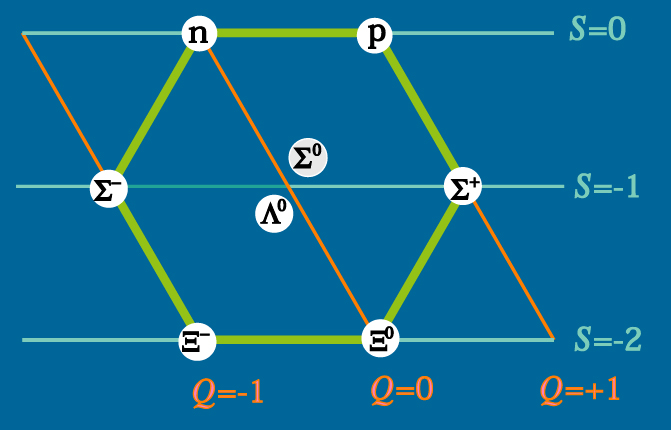 n p S=0
Σ⁰
Σ⁻ Σ⁺ S=-1
Λ⁰
Ξ⁻ Ξ⁰ S=-2
Q=-1 Q=0 Q=+1